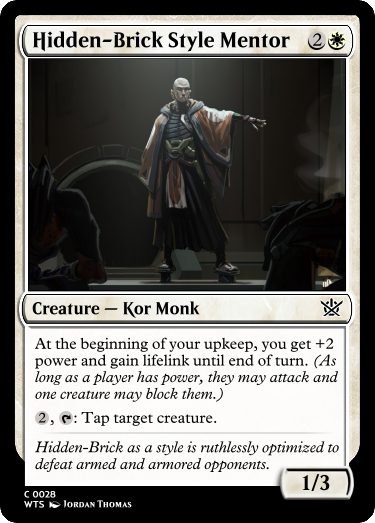 Hidden-Brick Style Mentor 2
Creature — Kor Monk
At the beginning of your upkeep, you get +2
power and gain lifelink until end of turn. (As
long as a player has power, they may attack and
one creature may block them.)
2, : Tap target creature.
Hidden-Brick as a style is ruthlessly optimized to
defeat armed and armored opponents.
1/3
C 0028
WTS Jordan Thomas